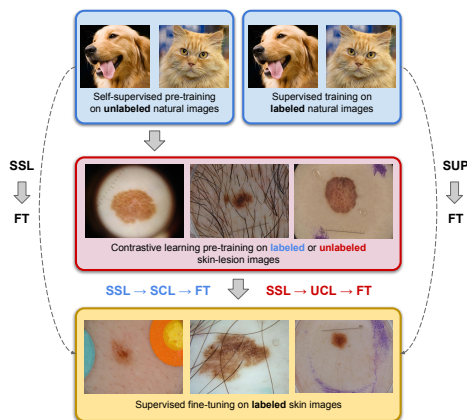 Self-supervised pre-training
on unlabeled natural images
Supervised training on
labeled natural images
SSL
FT
SUP
FT
Contrastive learning pre-training on labeled or unlabeled
skin-lesion images
SSL → SCL → FT
SSL → UCL → FT
Supervised fine-tuning on labeled skin images